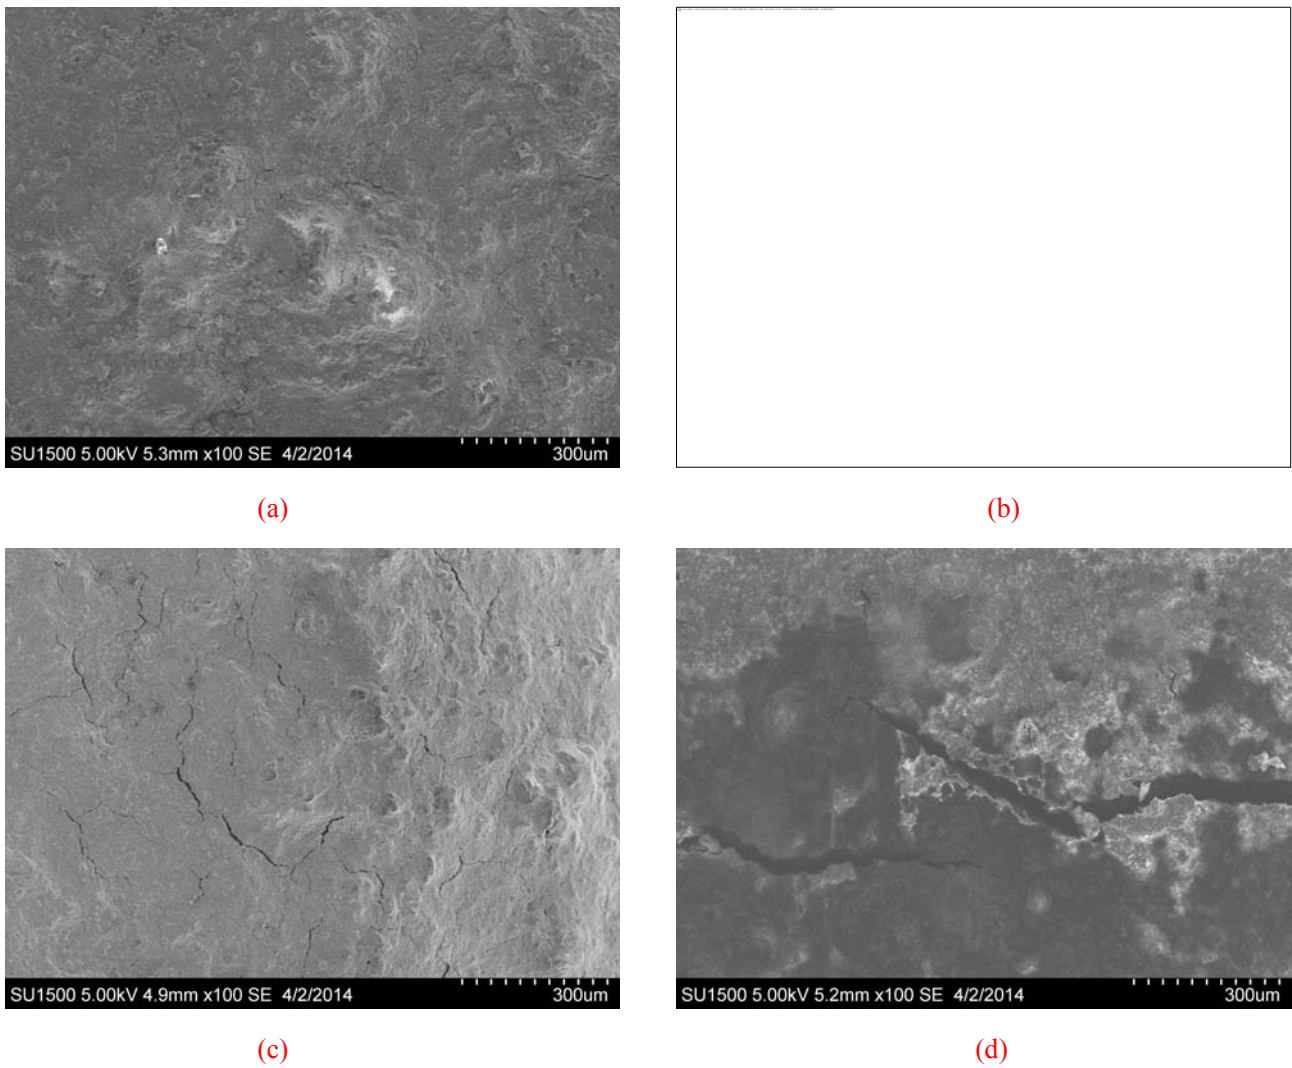 SU1500 5.00kV 5.3mm x100 SE 4/2/2014 300um
(a)
(b)
SU1500 5.00kV 4.9mm x100 SE 4/2/2014 300um
SU1500 5.00kV 5.2mm x100 SE 4/2/2014 300um
(c)
(d)